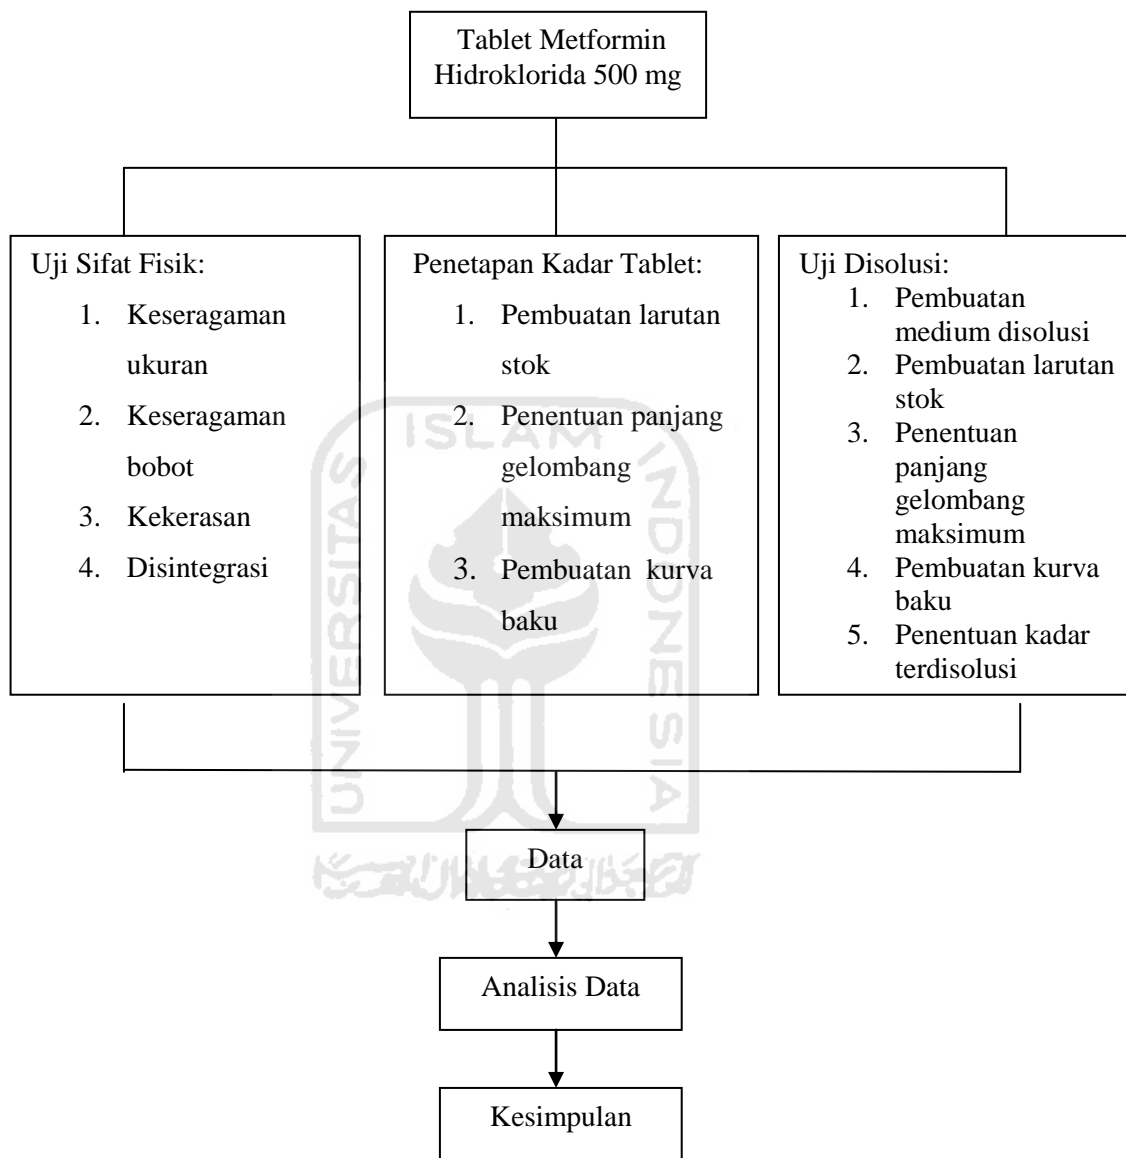 Tablet Metformin
Hidroklorida 500 mg
Uji Sifat Fisik:
1. Keseragaman
ukuran
2. Keseragaman
bobot
3. Kekerasan
4. Disintegrasi
Penetapan Kadar Tablet:
1. Pembuatan larutan
stok
2. Penentuan panjang
gelombang
maksimum
3. Pembuatan kurva
baku
Uji Disolusi:
1. Pembuatan
medium disolusi
2. Pembuatan larutan
stok
3. Penentuan
panjang
gelombang
maksimum
4. Pembuatan kurva
baku
5. Penentuan kadar
terdisolusi
UNIVERSITAS
ISLAM
INDONESIA
Data
Analisis Data
Kesimpulan